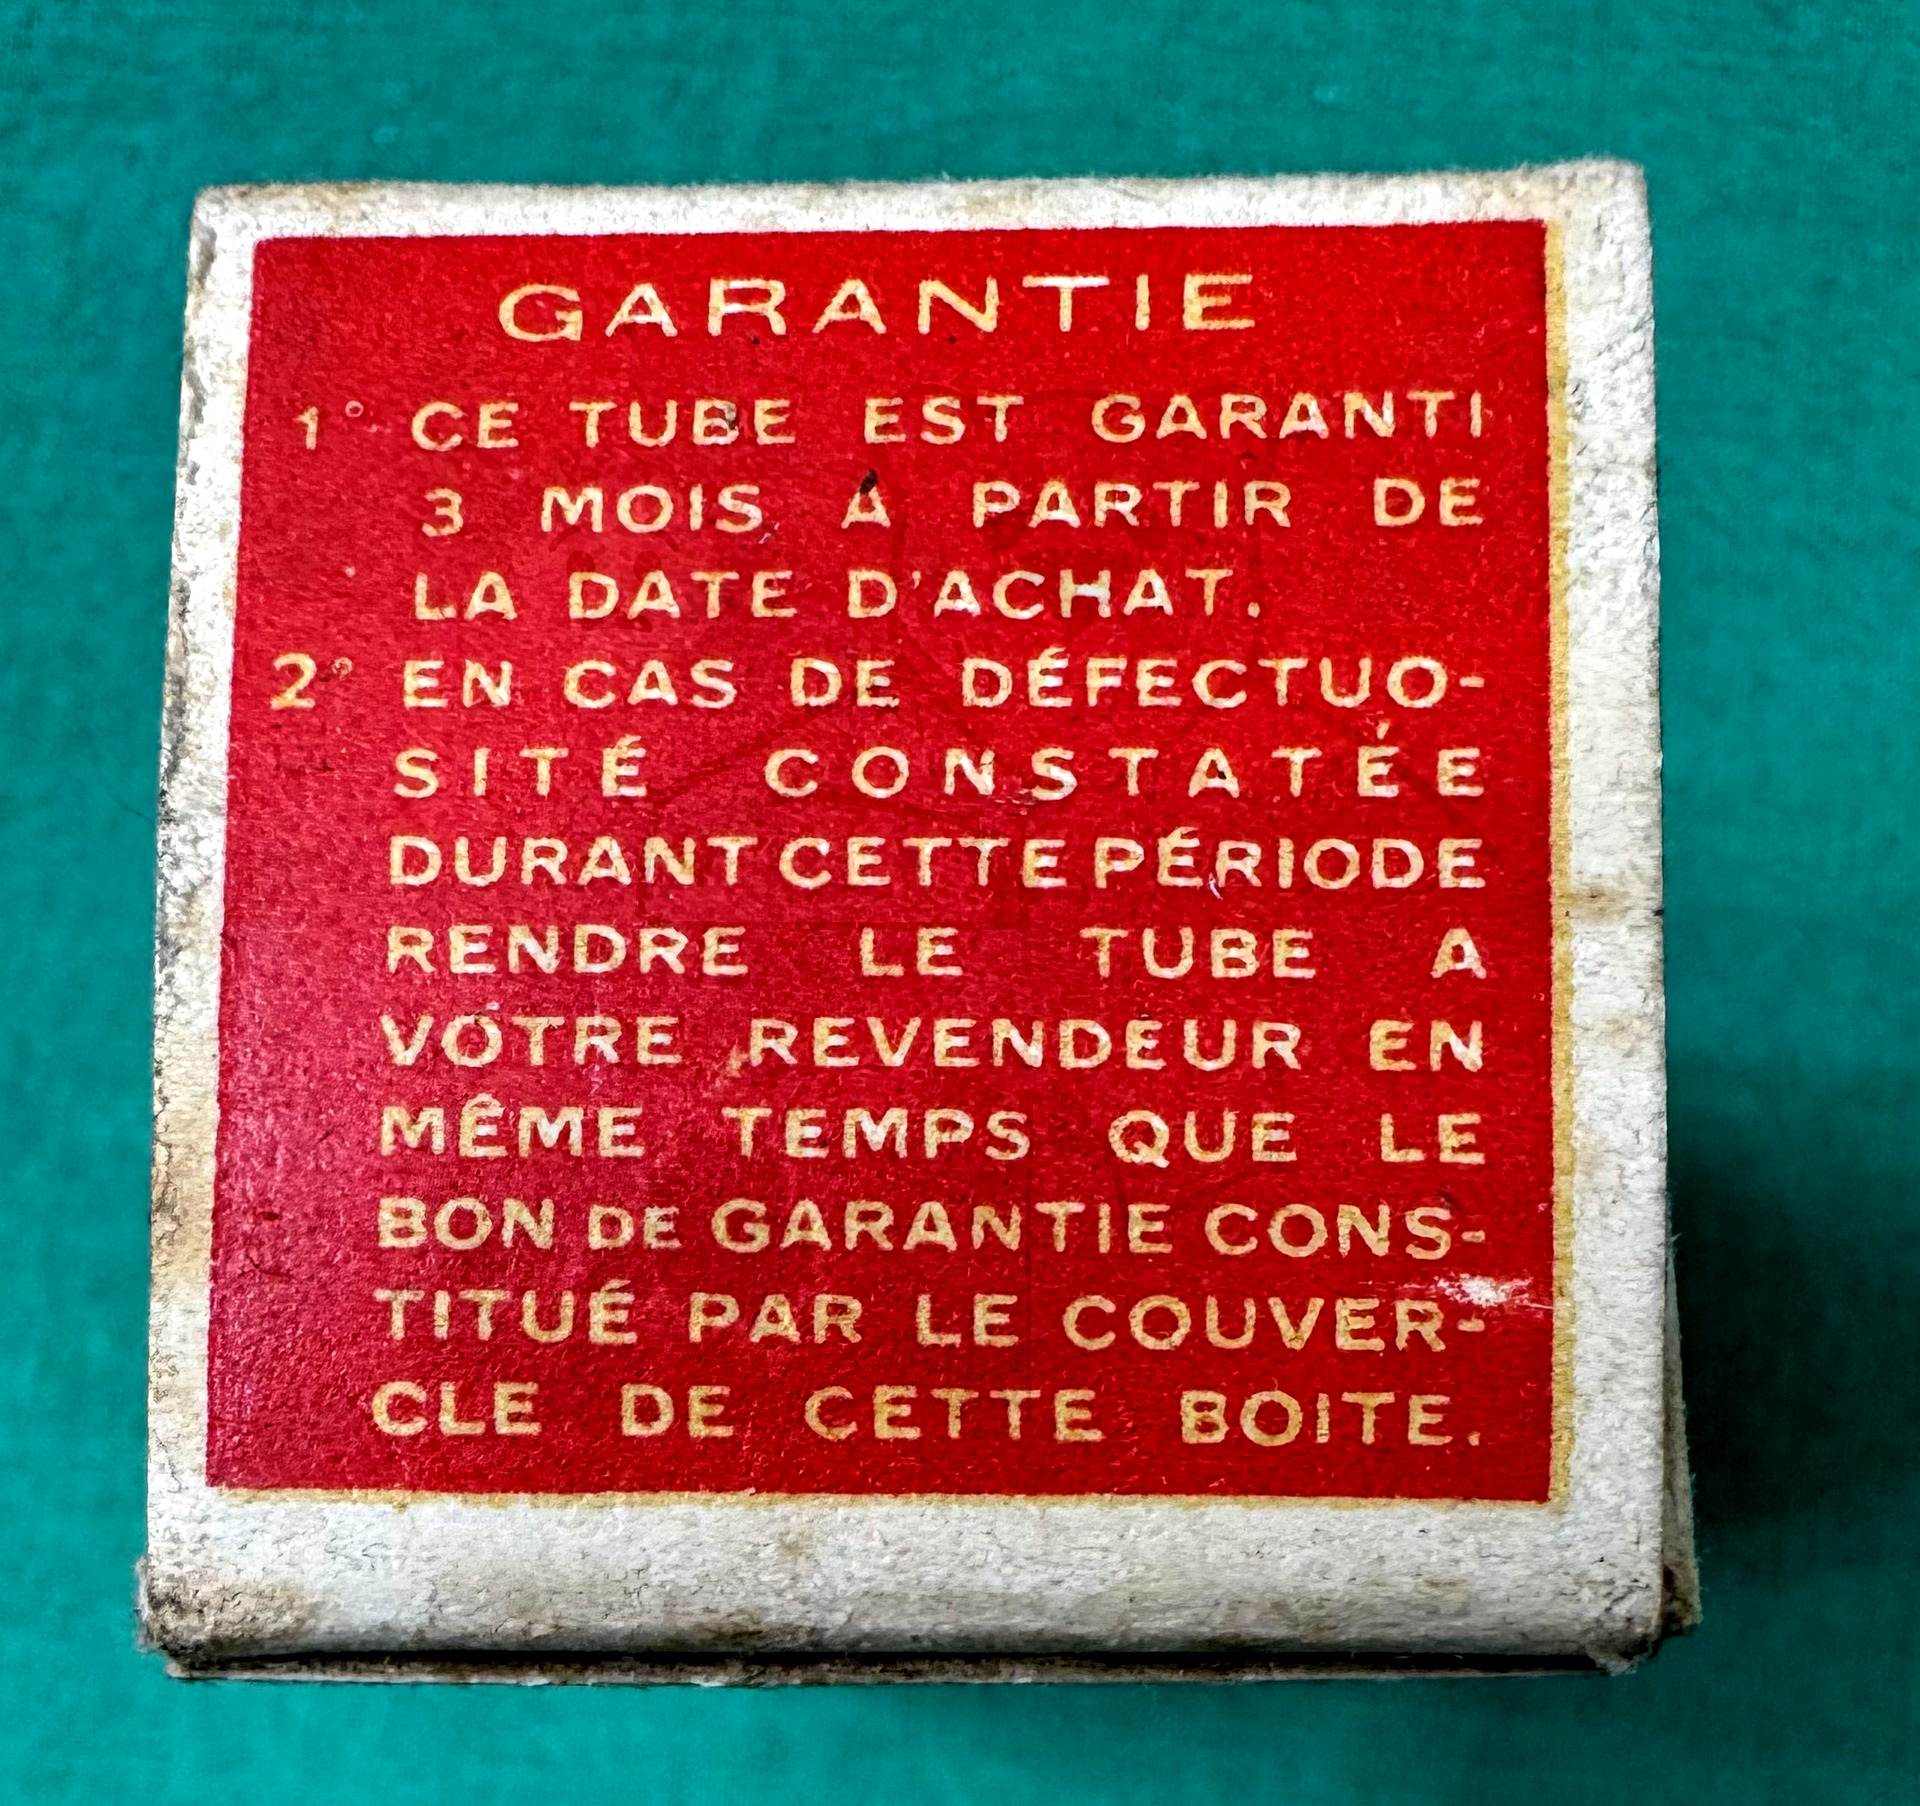 GARANTIE
1° CE TUBE EST GARANTI
3 MOIS A PARTIR DE
LA DATE D'ACHAT.
2° EN CAS DE DÉFECTUO-
SITÉ CONSTATÉE
DURANT CETTE PÉRIODE
RENDRE LE TUBE A
VOTRE REVENDEUR EN
MÊME TEMPS QUE LE
BON DE GARANTIE CONS-
TITUÉ PAR LE COUVER-
CLE DE CETTE BOITE.